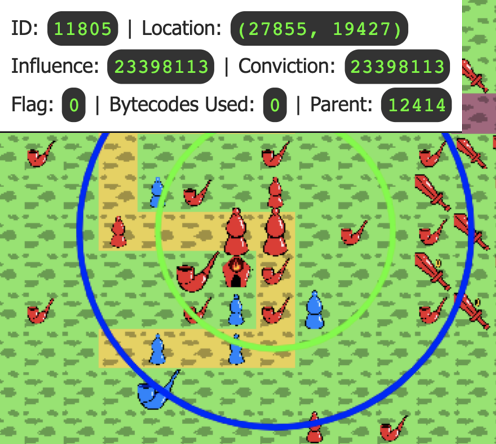 ID: 11805 | Location: (27855, 19427)
Influence: 23398113 | Conviction: 23398113
Flag: 0 | Bytecodes Used: 0 | Parent: 12414